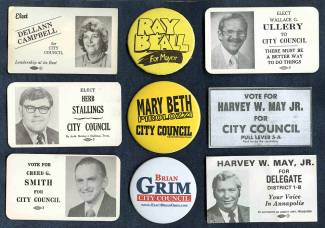 Elect
DELLANN
CAMPBELL
for
CITY COUNCIL
Leadership at its Best
RAY
BEALL
For Mayor
ELECT
WALLACE G.
ULLERY
TO
CITY COUNCIL
THERE MUST BE
A BETTER WAY
TO DO THINGS
ELECT
HERB
STALLINGS
CITY COUNCIL
MARY BETH
PIROLOZZI
CITY COUNCIL
VOTE FOR
HARVEY W. MAY JR.
FOR
CITY COUNCIL
PULL LEVER 5-A
VOTE FOR
CREED G.
SMITH
FOR
CITY COUNCIL
BRIAN
GRIM
CITY COUNCIL
HARVEY W. MAY, JR.
FOR
DELEGATE
DISTRICT 1-B
Your Voice
In Annapolis